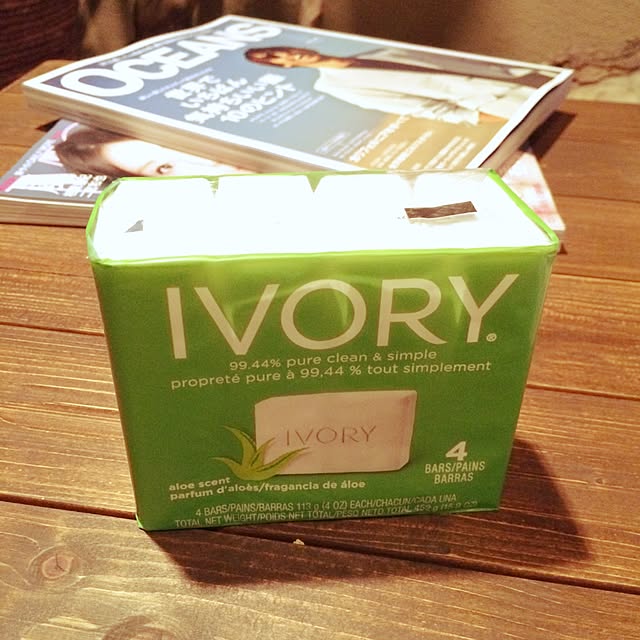 OCEANS
IVORY®
99.44% pure clean & simple
propreté pure à 99,44 % tout simplement
IVORY
4
BARS/PAINS
BARRAS
aloe scent
parfum d'aloès/fragancia de áloe
4 BARS/PAINS/BARRAS 113 g (4 OZ) EACH/CHACUN/CADA UNA
TOTAL NET WEIGHT/POIDS NET TOTAL/PESO NETO TOTAL 453 g